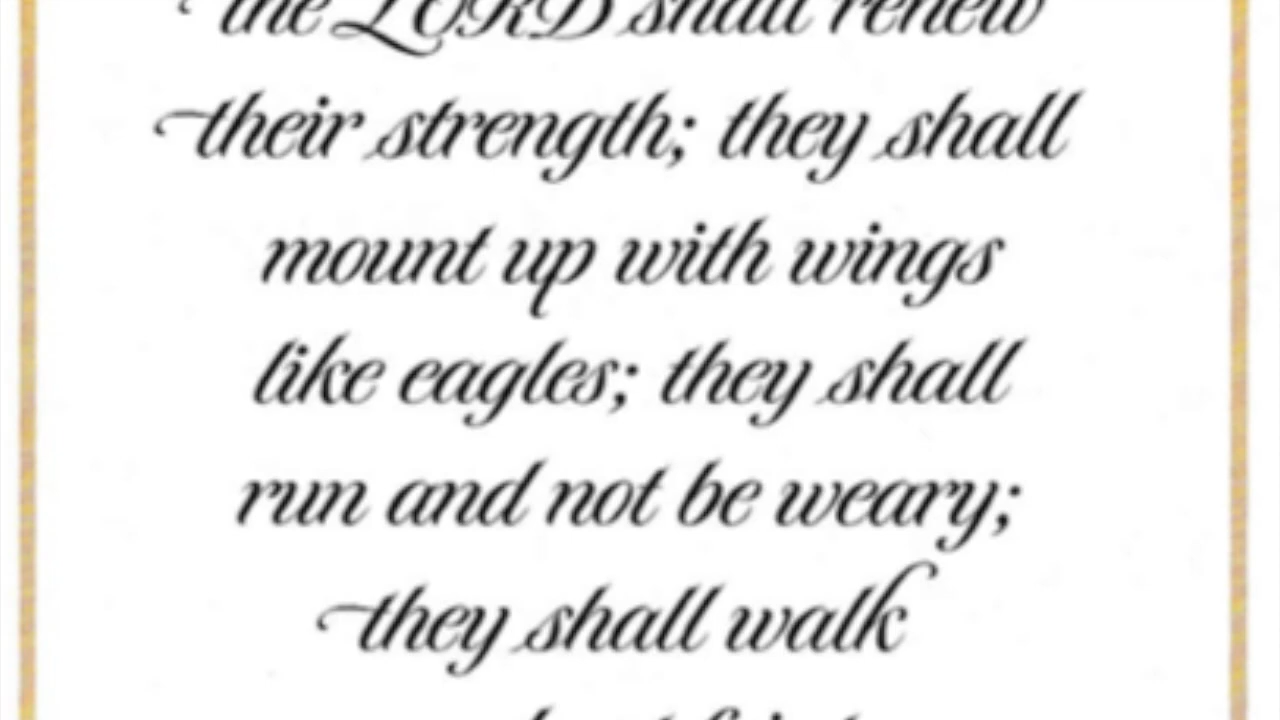 the LORD shall renew
their strength; they shall
mount up with wings
like eagles; they shall
run and not be weary;
they shall walk